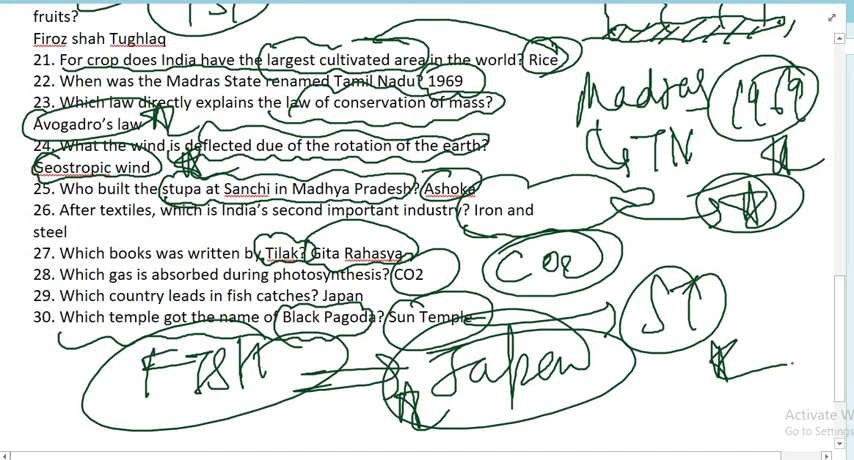 fruits?
Firoz shah Tughlaq
21. For crop does India have the largest cultivated area in the world? Rice
22. When was the Madras State renamed Tamil Nadu? 1969
23. Which law directly explains the law of conservation of mass?
Avogadro's law
24. What the wind is deflected due of the rotation of the earth?
Geostropic wind
25. Who built the stupa at Sanchi in Madhya Pradesh? Ashoke
26. After textiles, which is India's second important industry? Iron and
steel
27. Which books was written by Tilak? Gita Rahasya
28. Which gas is absorbed during photosynthesis? CO2
29. Which country leads in fish catches? Japan
30. Which temple got the name of Black Pagoda? Sun Temple
Madras 1969
TN
CO2
ST
FISH Japan
Activate W
Go to Settings